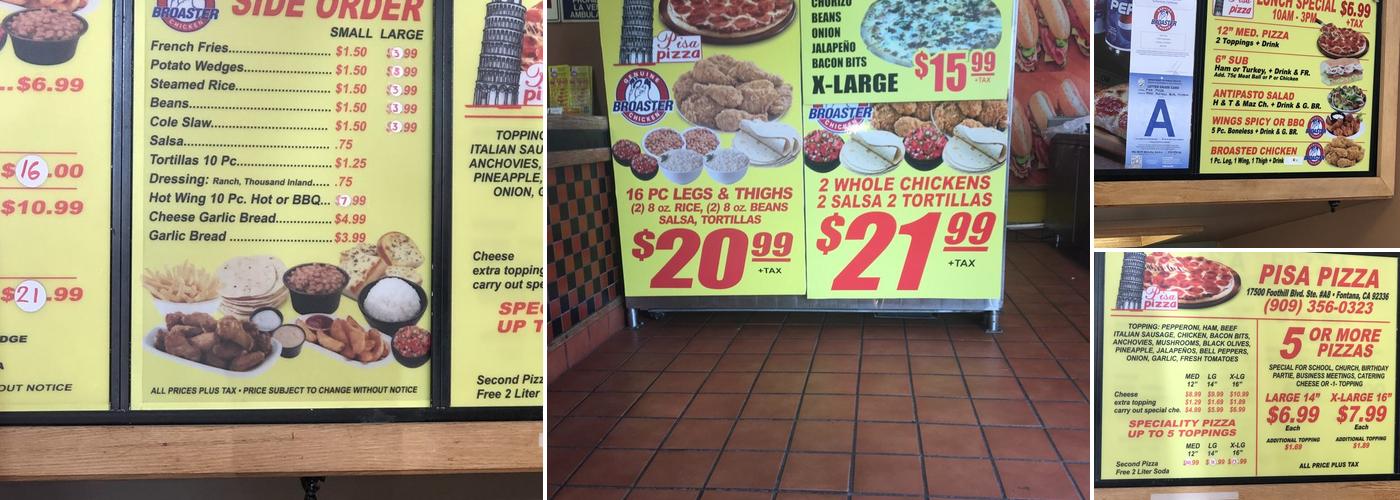 GENUINE
BROASTER
CHICKEN
SIDE ORDER
SMALL LARGE
French Fries $1.50 $3.99
Potato Wedges $1.50 $3.99
Steamed Rice $1.50 $3.99
Beans $1.50 $3.99
Cole Slaw $1.50 $3.99
Salsa .75
Tortillas 10 Pc. $1.25
Dressing: Ranch, Thousand Inland .75
Hot Wing 10 Pc. Hot or BBQ... $7.99
Cheese Garlic Bread $4.99
Garlic Bread $3.99
ALL PRICES PLUS TAX • PRICE SUBJECT TO CHANGE WITHOUT NOTICE
$6.99
$16.00
$10.99
$21.99
OUT NOTICE
TOPPING
ITALIAN SAU
ANCHOVIES,
PINEAPPLE,
ONION, G
Cheese
extra topping
carry out spe
SPEC
UP T
Second Pizz
Free 2 Liter
Pisa
pizza
GENUINE
BROASTER
CHICKEN
16 PC LEGS & THIGHS
(2) 8 oz. RICE, (2) 8 oz. BEANS
SALSA, TORTILLAS
$20.99
+TAX
CHORIZO
BEANS
ONION
JALAPEÑO
BACON BITS
X-LARGE
$15.99
+TAX
BROASTER
2 WHOLE CHICKENS
2 SALSA 2 TORTILLAS
$21.99
+TAX
pizza
LUNCH SPECIAL $6.99
10AM - 3PM +TAX
12" MED. PIZZA
2 Toppings + Drink
6" SUB
Ham or Turkey, + Drink & FR.
Add. 75¢ Meat Ball or P or Chicken
ANTIPASTO SALAD
H & T & Maz Ch. + Drink & G. BR.
WINGS SPICY OR BBQ
5 Pc. Boneless + Drink & G. BR.
BROASTED CHICKEN
1 Pc. Leg, 1 Wing, 1 Thigh + Drink
A
Pisa
pizza
PISA PIZZA
17500 Foothill Blvd. Ste. #A8 • Fontana, CA 92336
(909) 356-0323
TOPPING: PEPPERONI, HAM, BEEF
ITALIAN SAUSAGE, CHICKEN, BACON BITS,
ANCHOVIES, MUSHROOMS, BLACK OLIVES,
PINEAPPLE, JALAPEÑOS, BELL PEPPERS,
ONION, GARLIC, FRESH TOMATOES
MED LG X-LG
12" 14" 16"
Cheese $8.99 $9.99 $10.99
extra topping $1.29 $1.69 $1.89
carry out special che. $4.99 $5.99 $6.99
SPECIALITY PIZZA
UP TO 5 TOPPINGS
MED LG X-LG
12" 14" 16"
Second Pizza
Free 2 Liter Soda
5 OR MORE
PIZZAS
SPECIAL FOR SCHOOL, CHURCH, BIRTHDAY
PARTIE, BUSINESS MEETINGS, CATERING
CHEESE OR -1- TOPPING
LARGE 14" X-LARGE 16"
$6.99 $7.99
Each Each
ADDITIONAL TOPPING ADDITIONAL TOPPING
$1.69 $1.89
ALL PRICE PLUS TAX